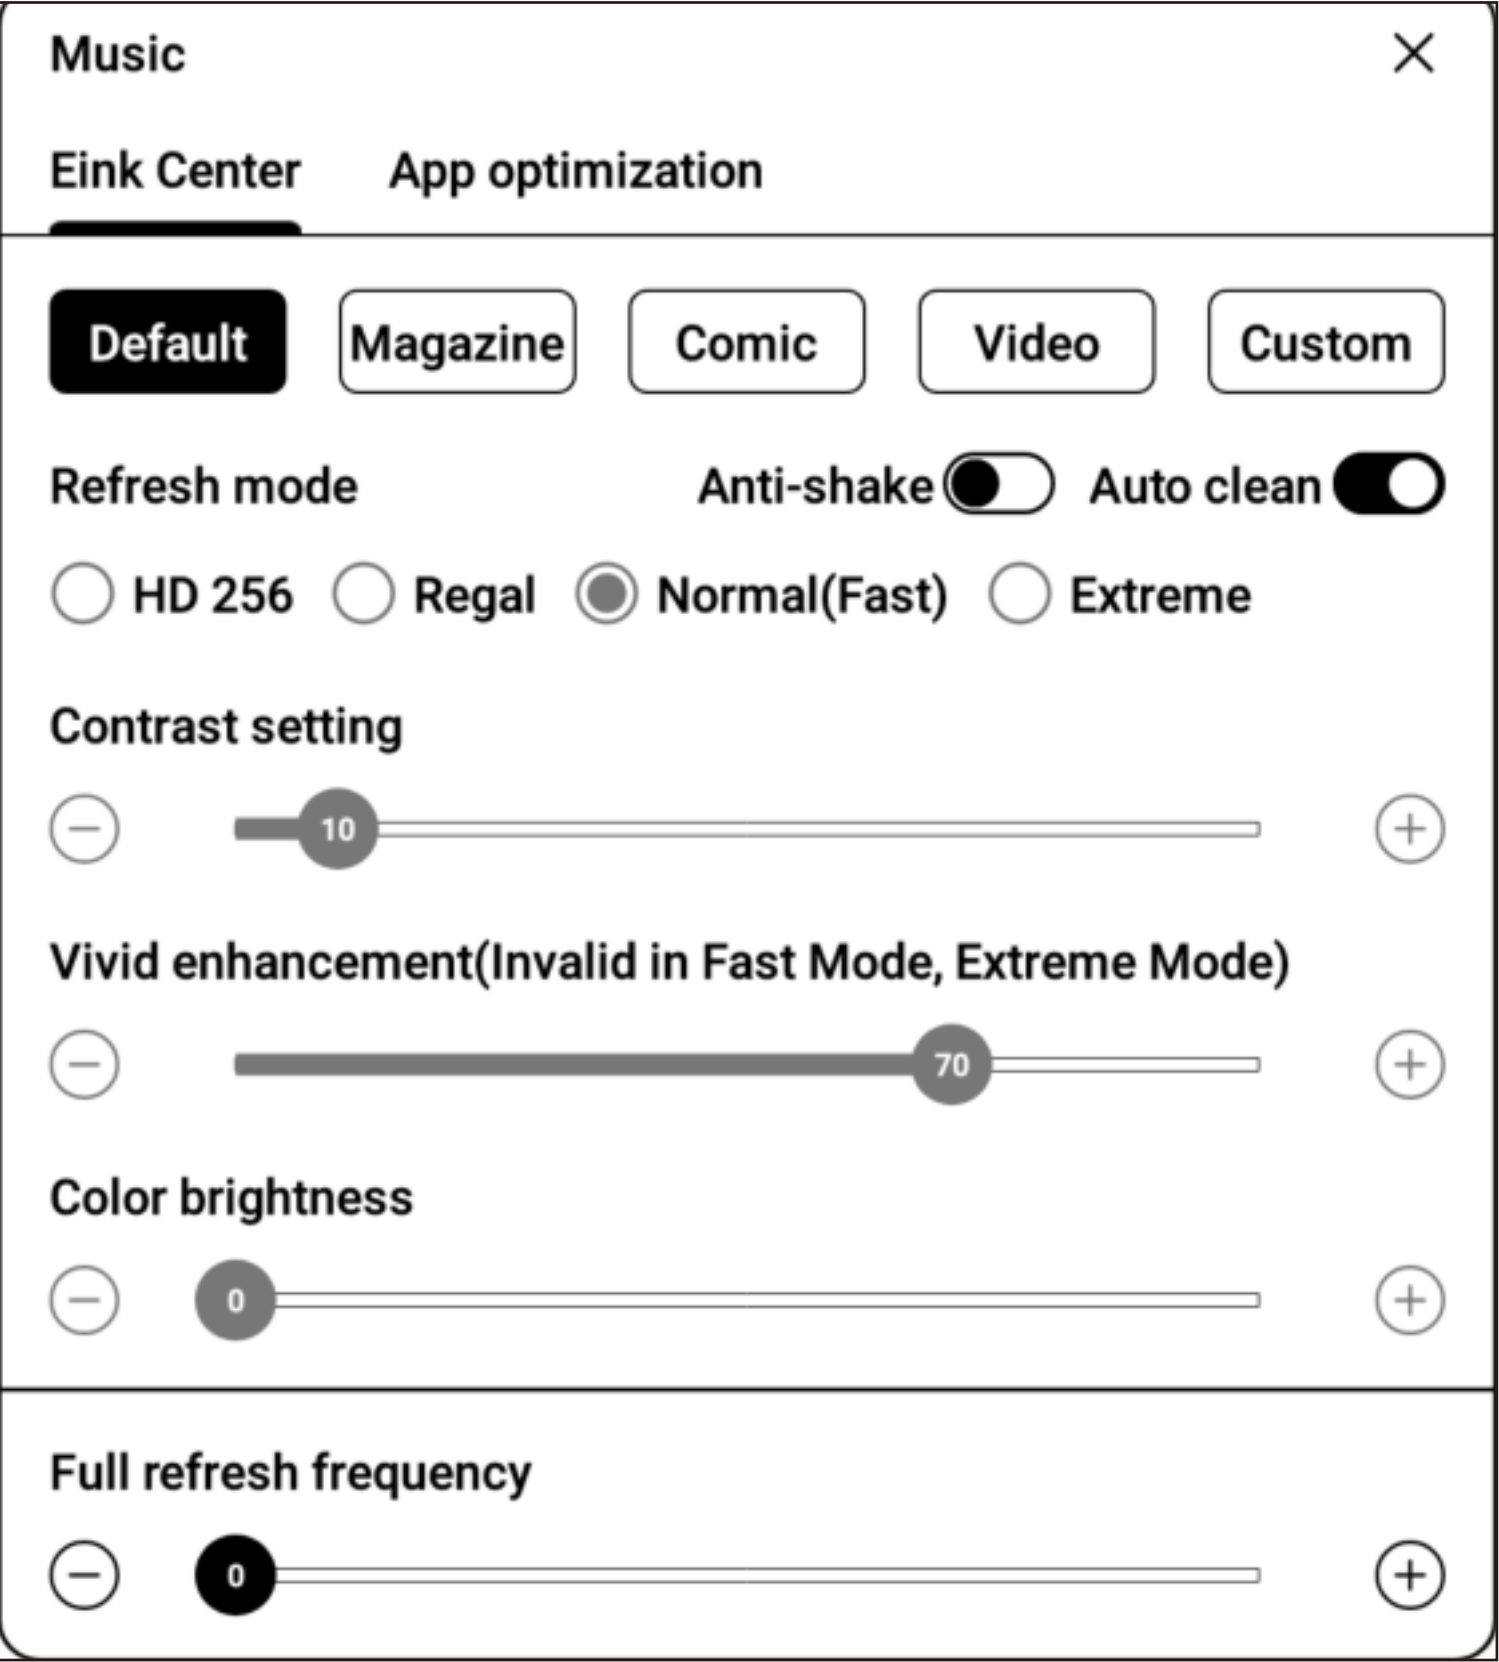 Music
Eink Center App optimization
Default Magazine Comic Video Custom
Refresh mode Anti-shake Auto clean
HD 256 Regal Normal(Fast) Extreme
Contrast setting
10
Vivid enhancement(Invalid in Fast Mode, Extreme Mode)
70
Color brightness
0
Full refresh frequency
0